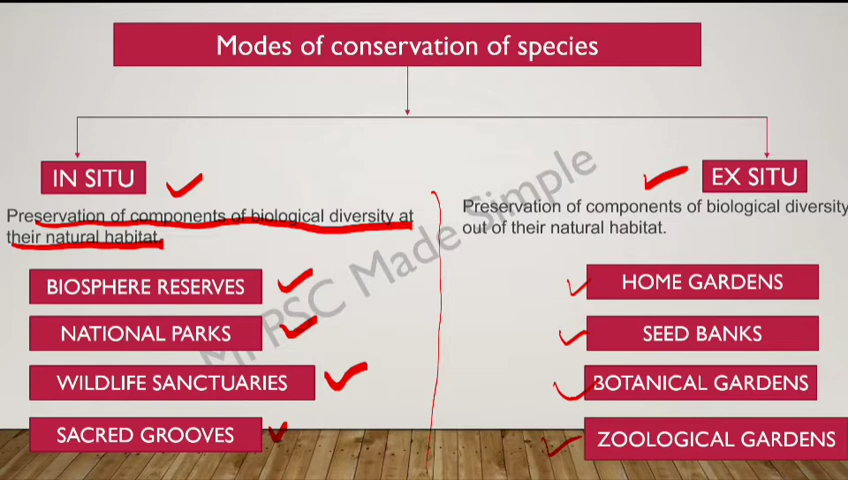 Modes of conservation of species
IN SITU
Preservation of components of biological diversity at
their natural habitat.
BIOSPHERE RESERVES
NATIONAL PARKS
WILDLIFE SANCTUARIES
SACRED GROOVES
EX SITU
Preservation of components of biological diversity
out of their natural habitat.
HOME GARDENS
SEED BANKS
BOTANICAL GARDENS
ZOOLOGICAL GARDENS
Made Simple